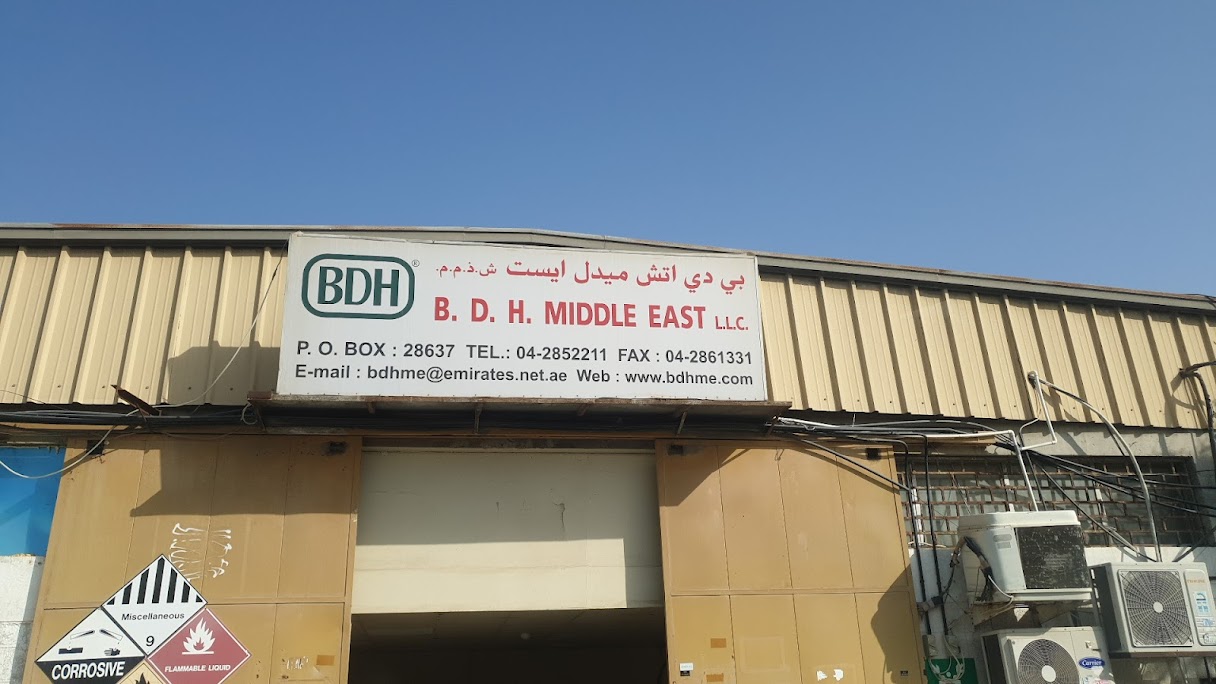 BDH®
بي دي اتش ميدل ايست ش.ذ.م.م.
B. D. H. MIDDLE EAST L.L.C.
P. O. BOX : 28637 TEL.: 04-2852211 FAX : 04-2861331
E-mail : bdhme@emirates.net.ae Web : www.bdhme.com
Miscellaneous
9
CORROSIVE
FLAMMABLE LIQUID
Carrier